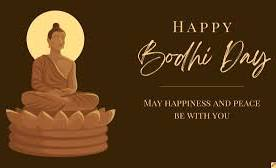 Happy
Bodhi Day
May happiness and peace
be with you